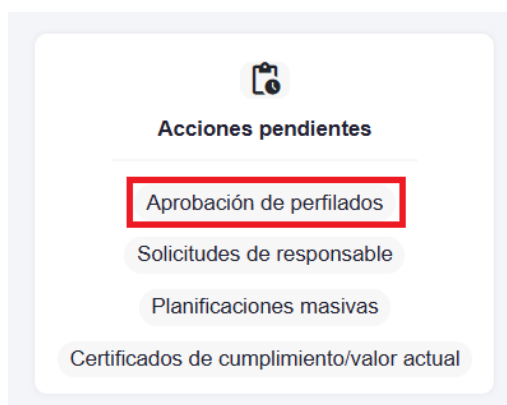 Acciones pendientes
Aprobación de perfilados
Solicitudes de responsable
Planificaciones masivas
Certificados de cumplimiento/valor actual